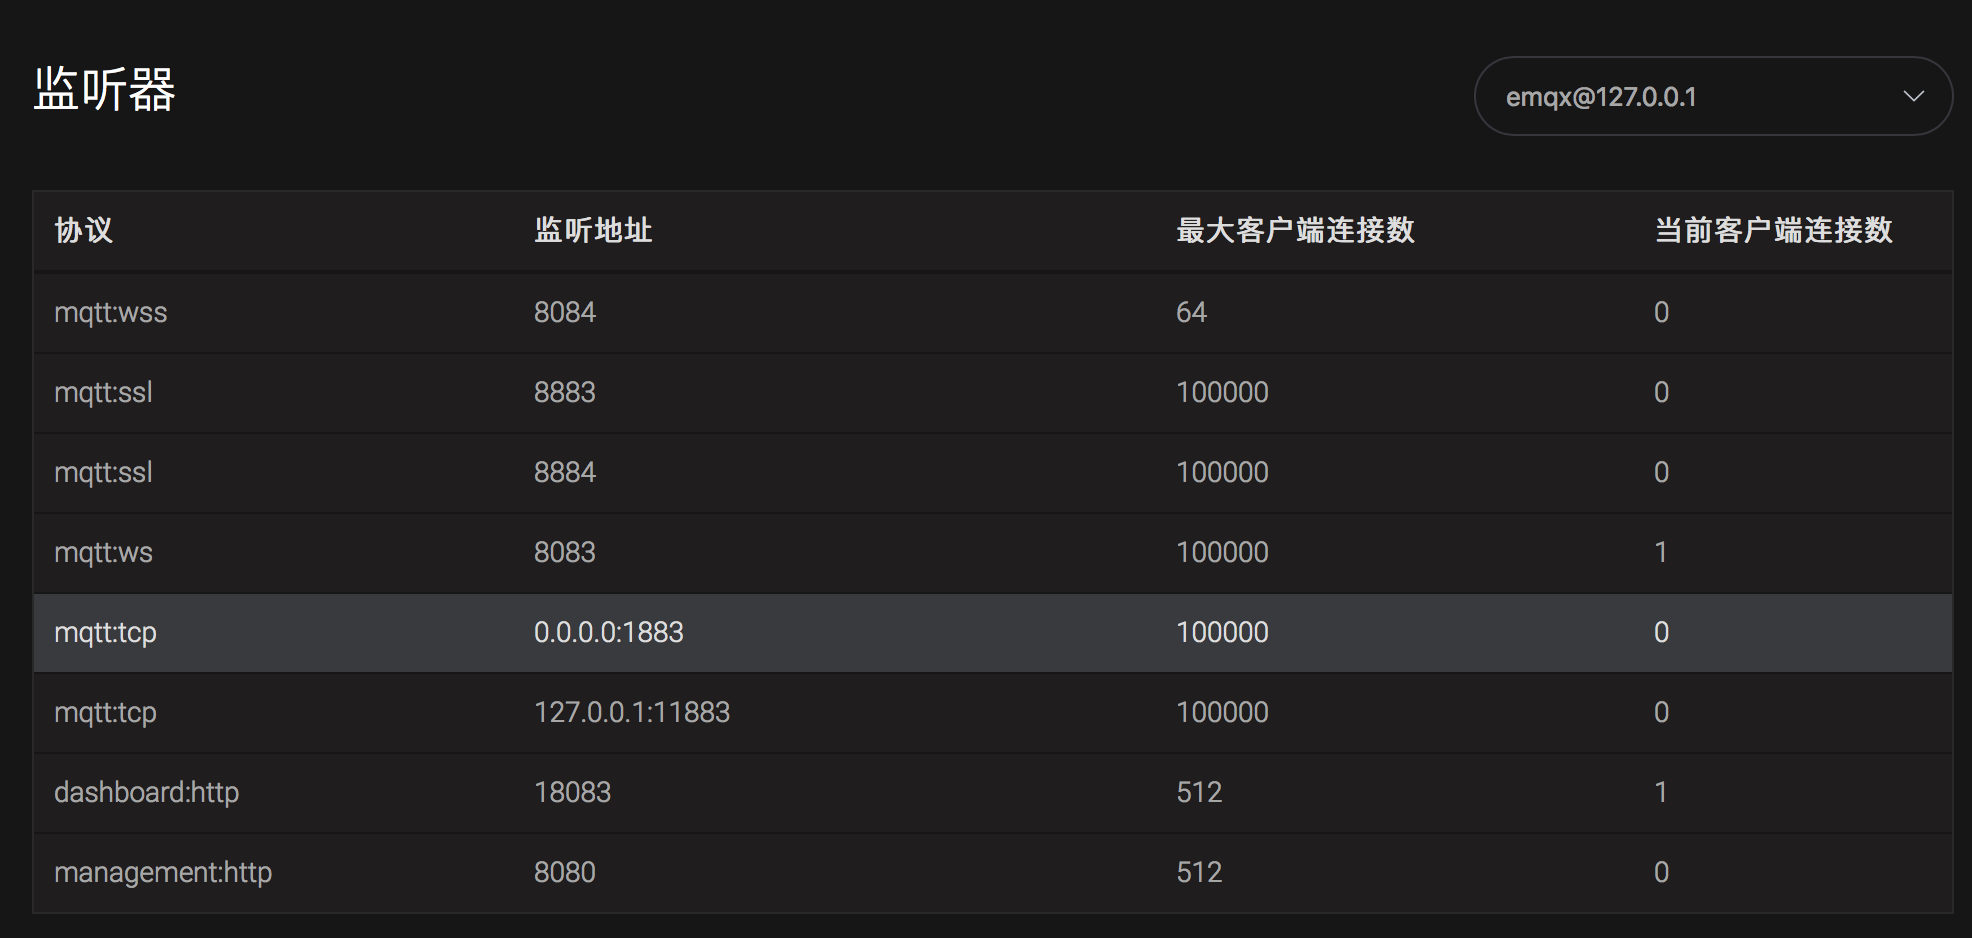 监听器
emqx@127.0.0.1
协议 监听地址 最大客户端连接数 当前客户端连接数
mqtt:wss 8084 64 0
mqtt:ssl 8883 100000 0
mqtt:ssl 8884 100000 0
mqtt:ws 8083 100000 1
mqtt:tcp 0.0.0.0:1883 100000 0
mqtt:tcp 127.0.0.1:11883 100000 0
dashboard:http 18083 512 1
management:http 8080 512 0